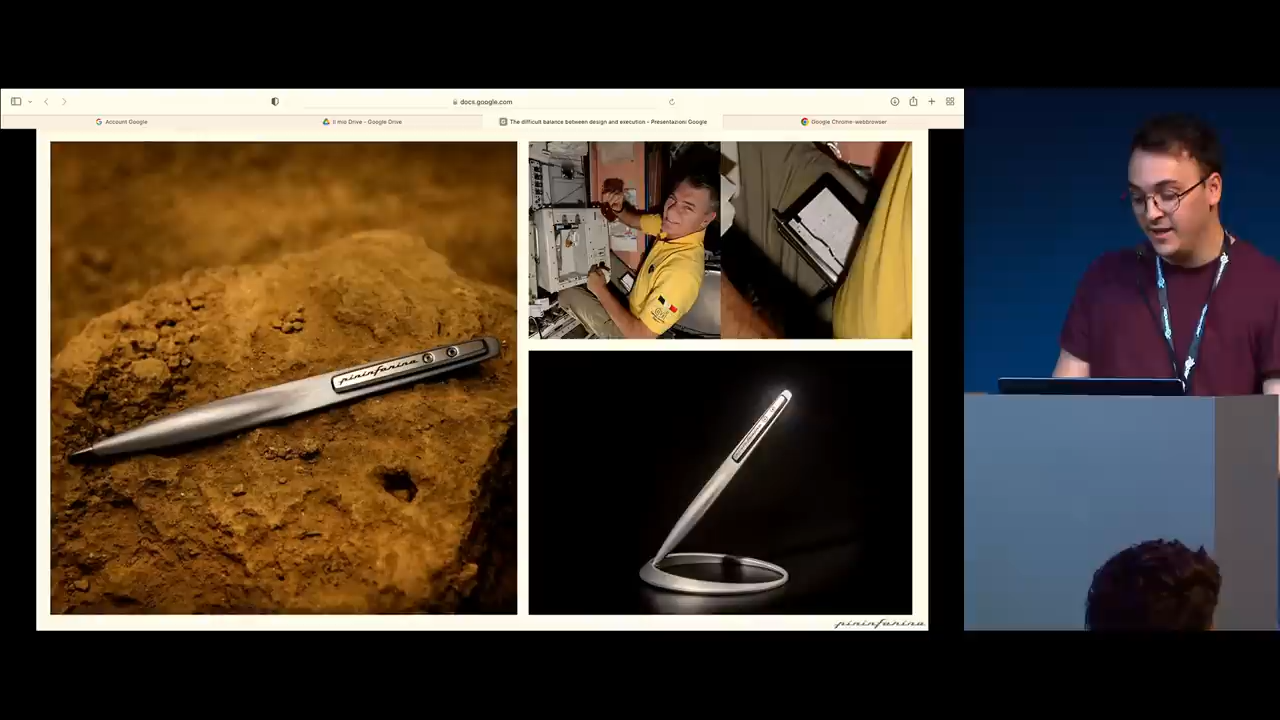 docs.google.com
Account Google
Il mio Drive - Google Drive
The difficult balance between design and execution - Presentazioni Google
Google Chrome-webbrowser
pininfarina
pininfarina